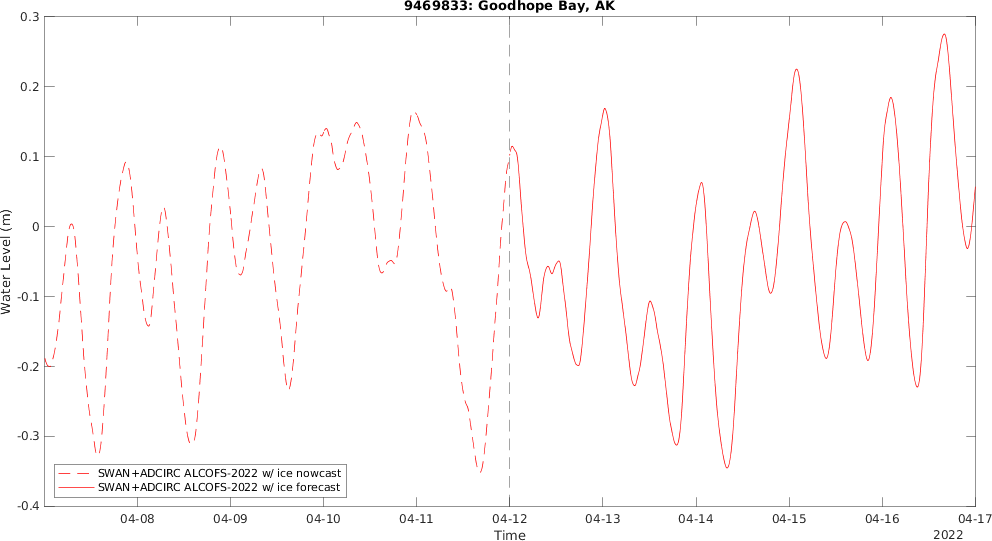 9469833: Goodhope Bay, AK
0.3
0.2
0.1
0
-0.1
-0.2
-0.3
-0.4
Water Level (m)
SWAN+ADCIRC ALCOFS-2022 w/ ice nowcast
SWAN+ADCIRC ALCOFS-2022 w/ ice forecast
04-08 04-09 04-10 04-11 04-12 04-13 04-14 04-15 04-16 04-17
Time
2022